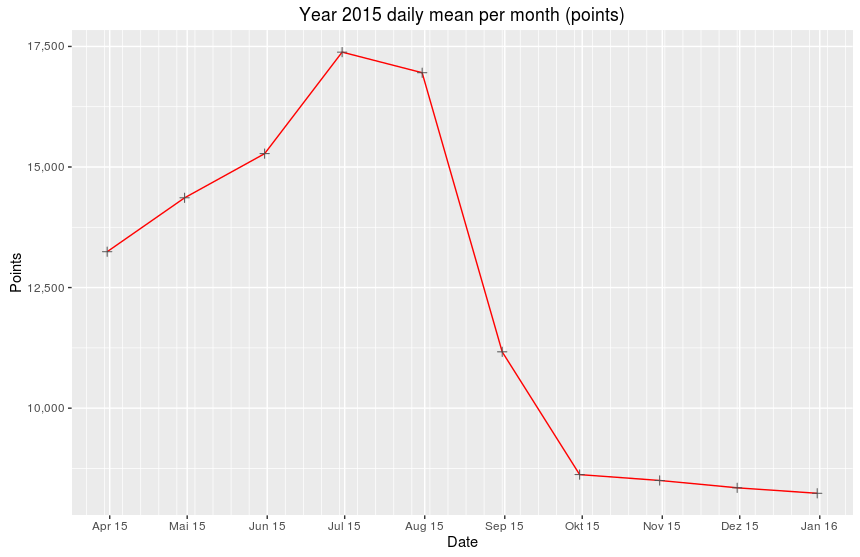 Year 2015 daily mean per month (points)
17,500
15,000
12,500
10,000
Points
Apr 15 Mai 15 Jun 15 Jul 15 Aug 15 Sep 15 Okt 15 Nov 15 Dez 15 Jan 16
Date